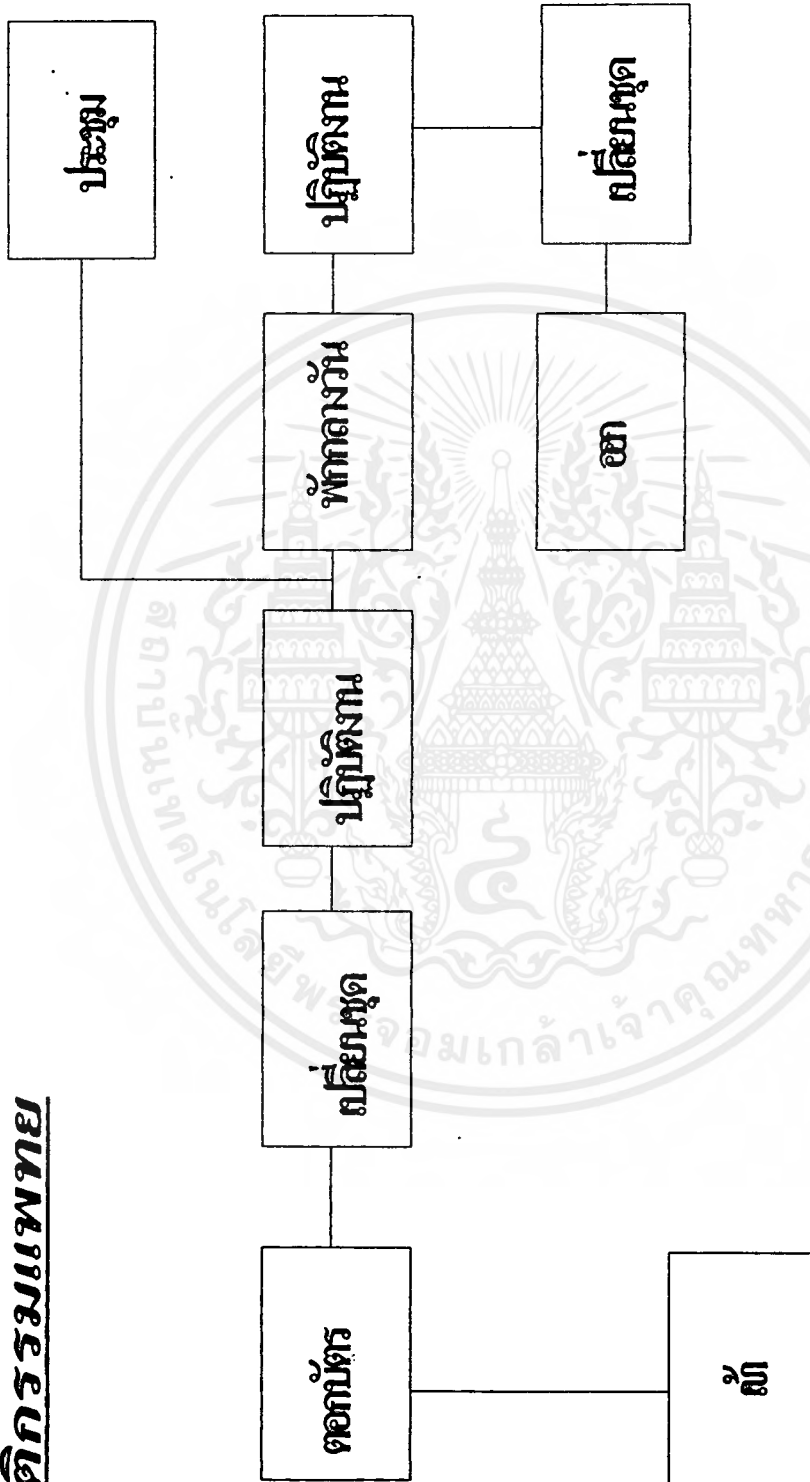 ติกรรมแพทย
เข้า
ตอกบัตร
เปลี่ยนชุด
ปฏิบัติงาน
พักกลางวัน
ประชุม
ปฏิบัติงาน
เปลี่ยนชุด
ออก